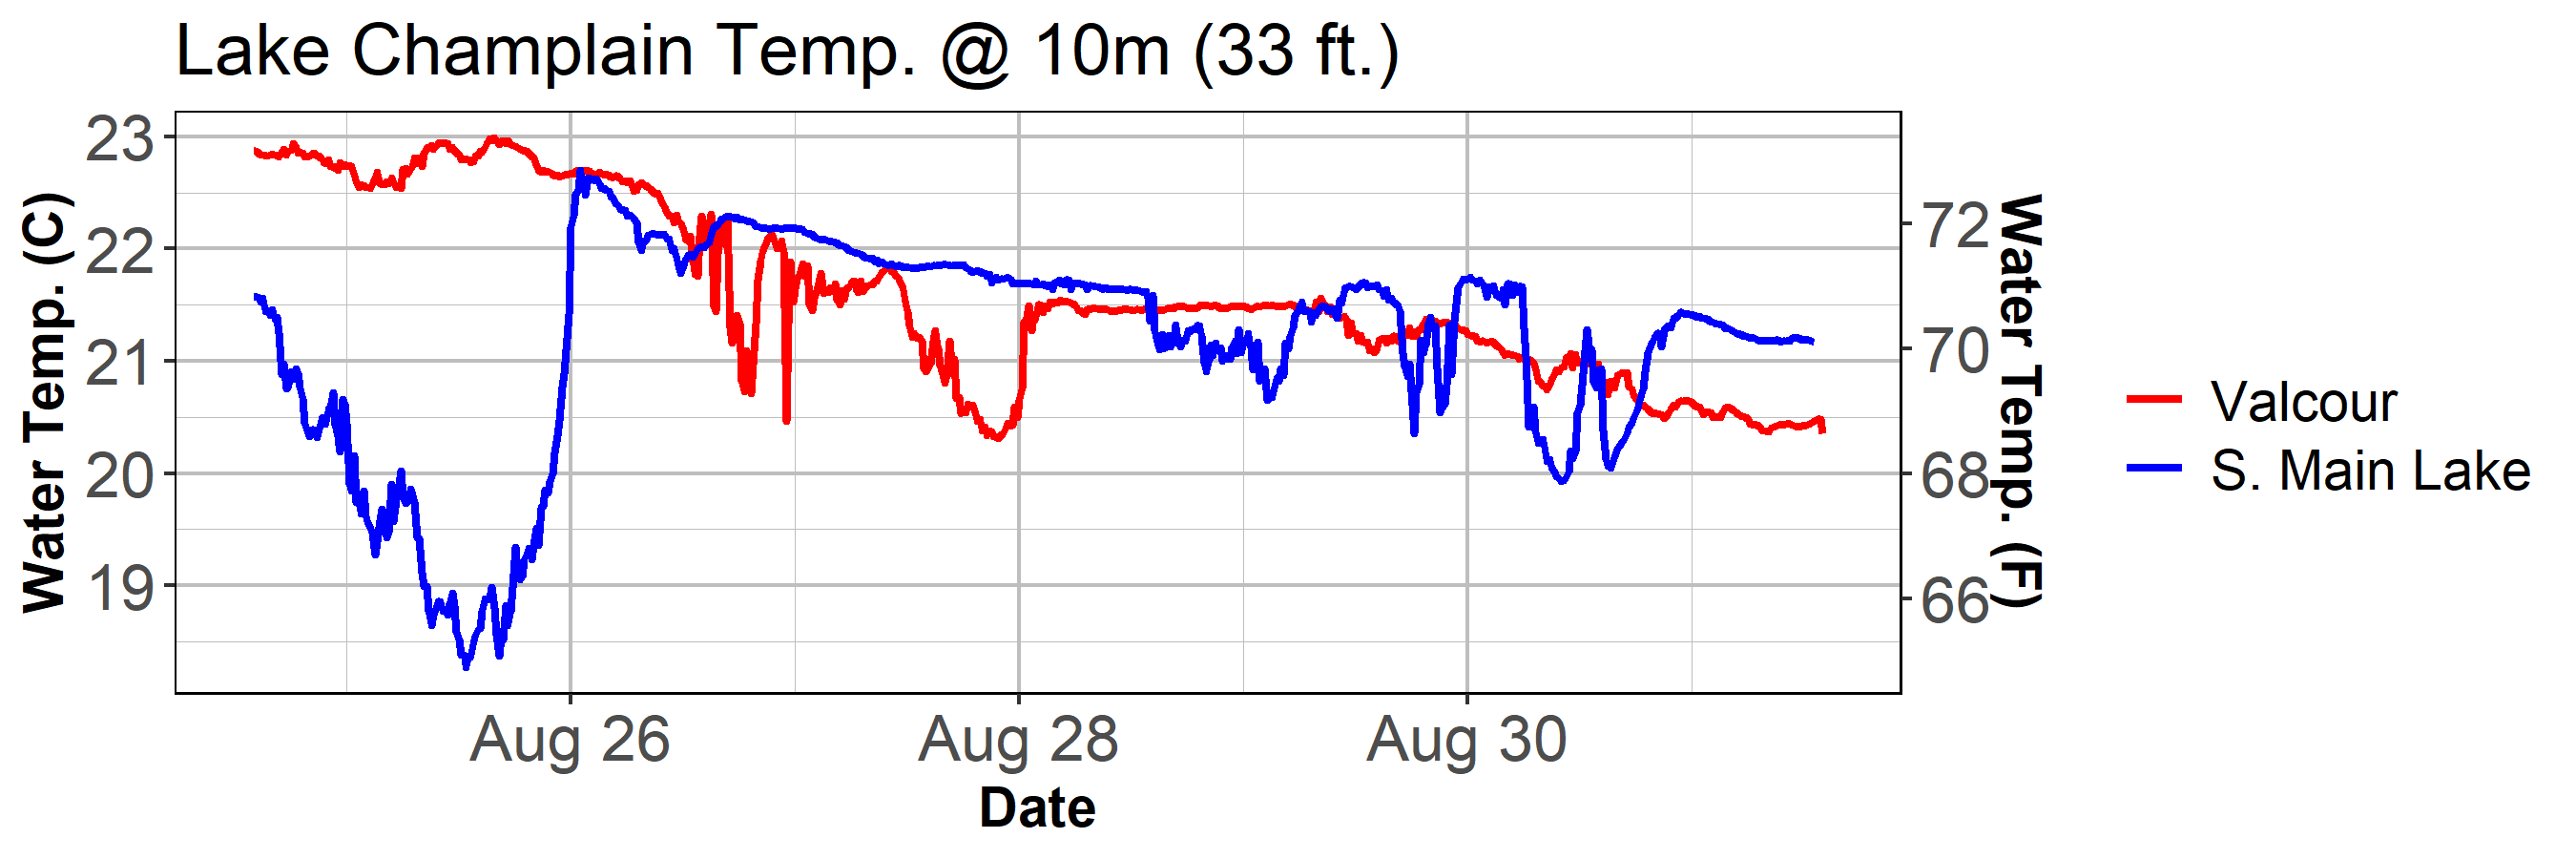 Lake Champlain Temp. @ 10m (33 ft.)
Water Temp. (C)
23
22
21
20
19
72
70
68
66
Water Temp. (F)
Aug 26
Aug 28
Aug 30
Date
Valcour
S. Main Lake